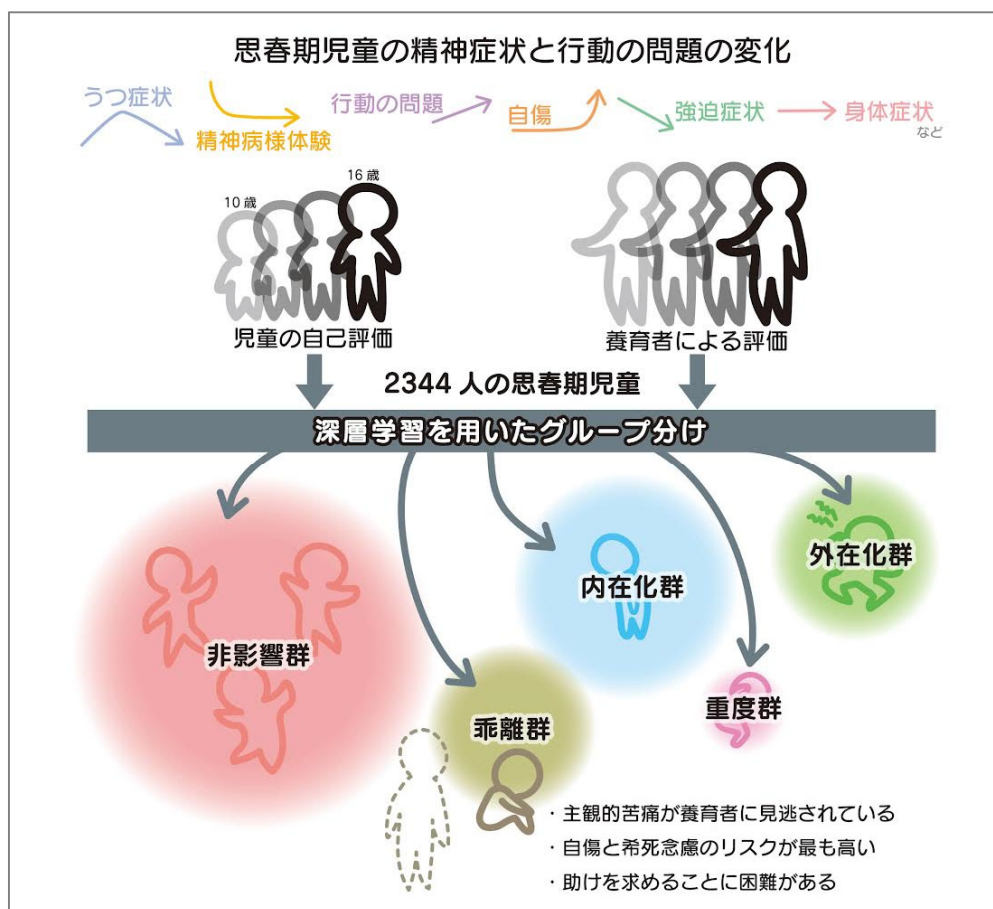 思春期児童の精神症状と行動の問題の変化
うつ症状
精神病様体験
行動の問題
自傷
強迫症状
身体症状
など
10歳
16歳
児童の自己評価
養育者による評価
2344人の思春期児童
深層学習を用いたグループ分け
非影響群
乖離群
内在化群
重度群
外在化群
・主観的苦痛が養育者に見逃されている
・自傷と希死念慮のリスクが最も高い
・助けを求めることに困難がある